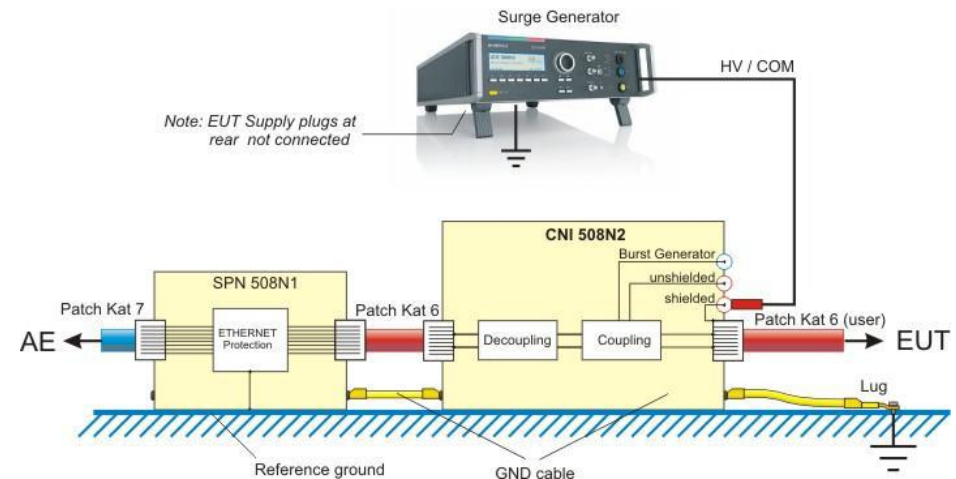 Surge Generator
HV / COM
Note: EUT Supply plugs at
rear not connected
CNI 508N2
Burst Generator
unshielded
shielded
SPN 508N1
Patch Kat 7
Patch Kat 6
Patch Kat 6 (user)
ETHERNET
Protection
Decoupling
Coupling
AE
EUT
Lug
Reference ground
GND cable